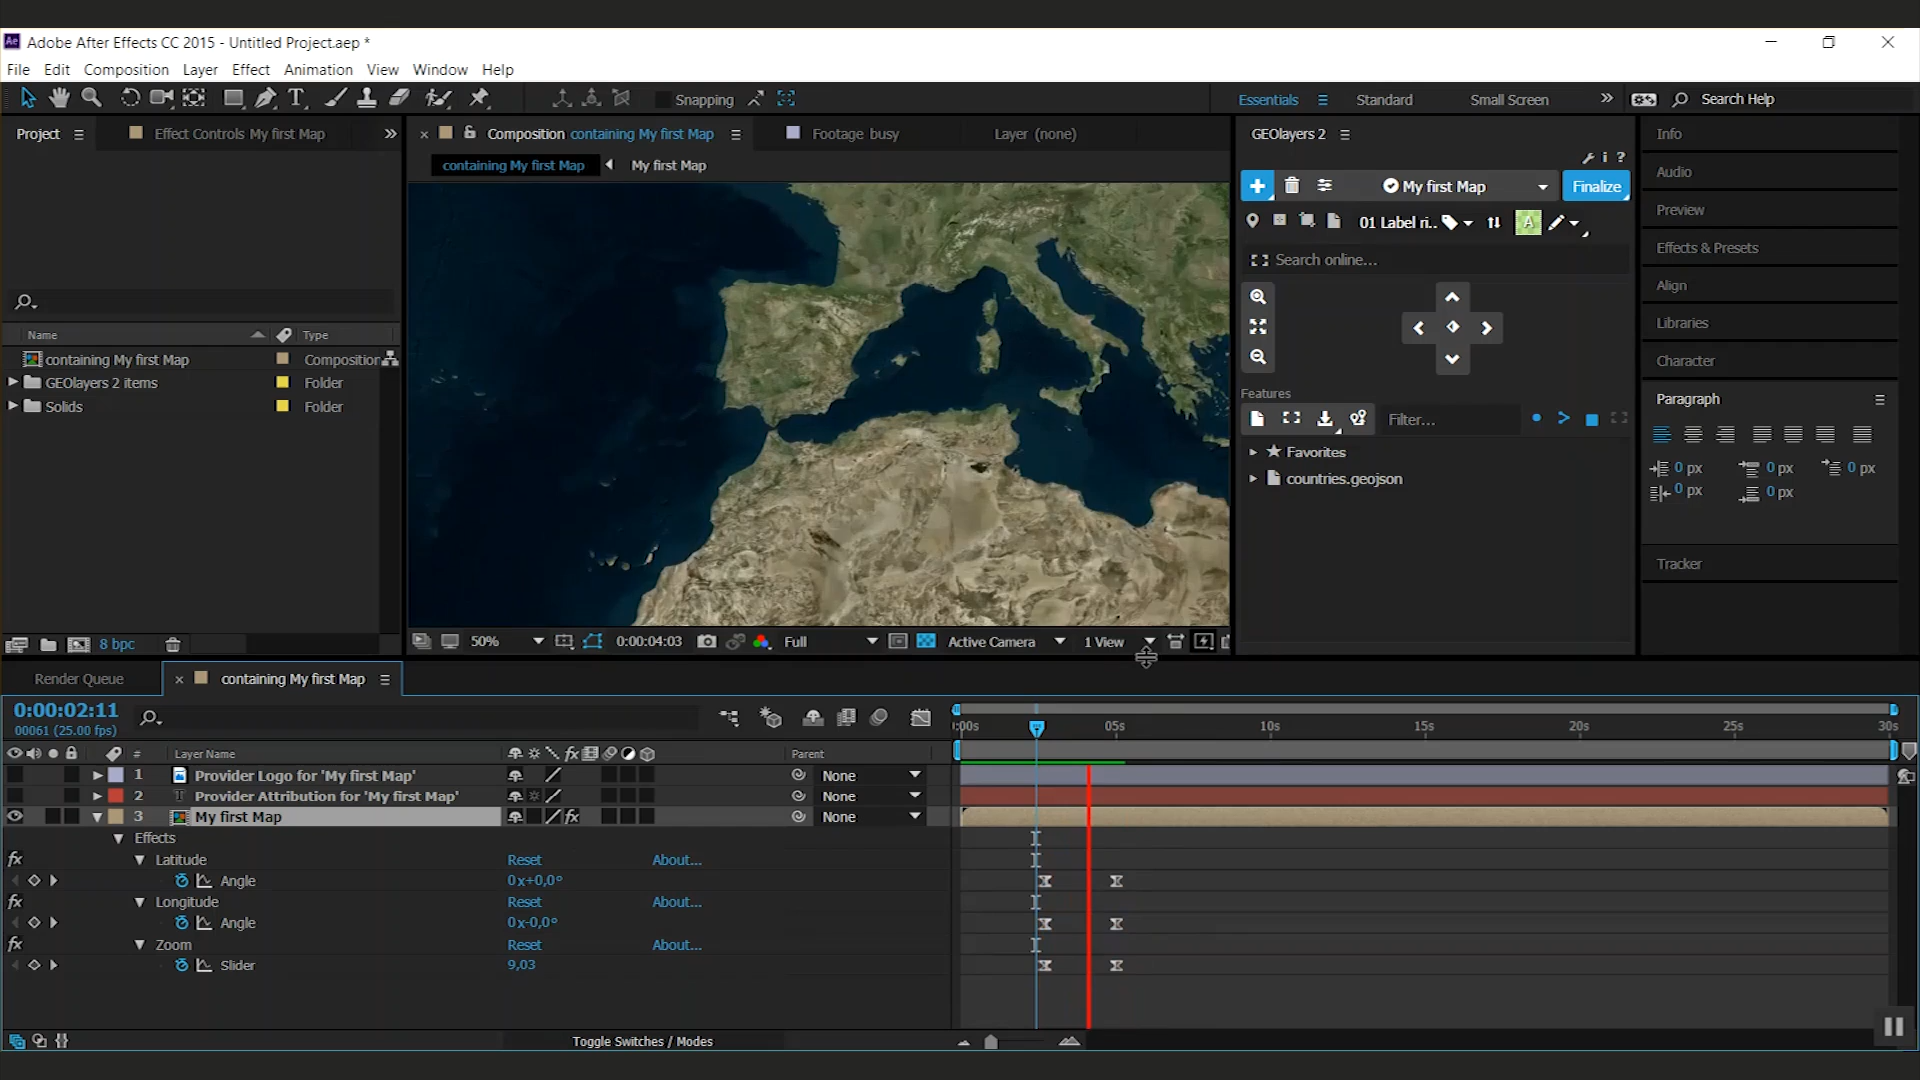 Ae Adobe After Effects CC 2015 - Untitled Project.aep *
File Edit Composition Layer Effect Animation View Window Help
Snapping Essentials Standard Small Screen Search Help
Project Effect Controls My first Map Composition containing My first Map Footage busy Layer (none) GEOlayers 2 Info
containing My first Map My first Map
Audio
My first Map Finalize
Preview
01 Label ri..
Effects & Presets
Search online...
Align
Libraries
Name Type
containing My first Map Composition
GEOlayers 2 items Folder
Solids Folder
Character
Features
Paragraph
Filter...
Favorites
countries.geojson
0 px 0 px 0 px
0 px 0 px
Tracker
8 bpc 50% 0:00:04:03 Full Active Camera 1 View
Render Queue containing My first Map
0:00:02:11
00061 (25.00 fps)
:00s 05s 10s 15s 20s 25s 30s
# Layer Name Parent
1 Provider Logo for 'My first Map' None
2 Provider Attribution for 'My first Map' None
3 My first Map None
Effects
Latitude Reset About...
Angle 0x+0,0°
Longitude Reset About...
Angle 0x-0,0°
Zoom Reset About...
Slider 9,03
Toggle Switches / Modes